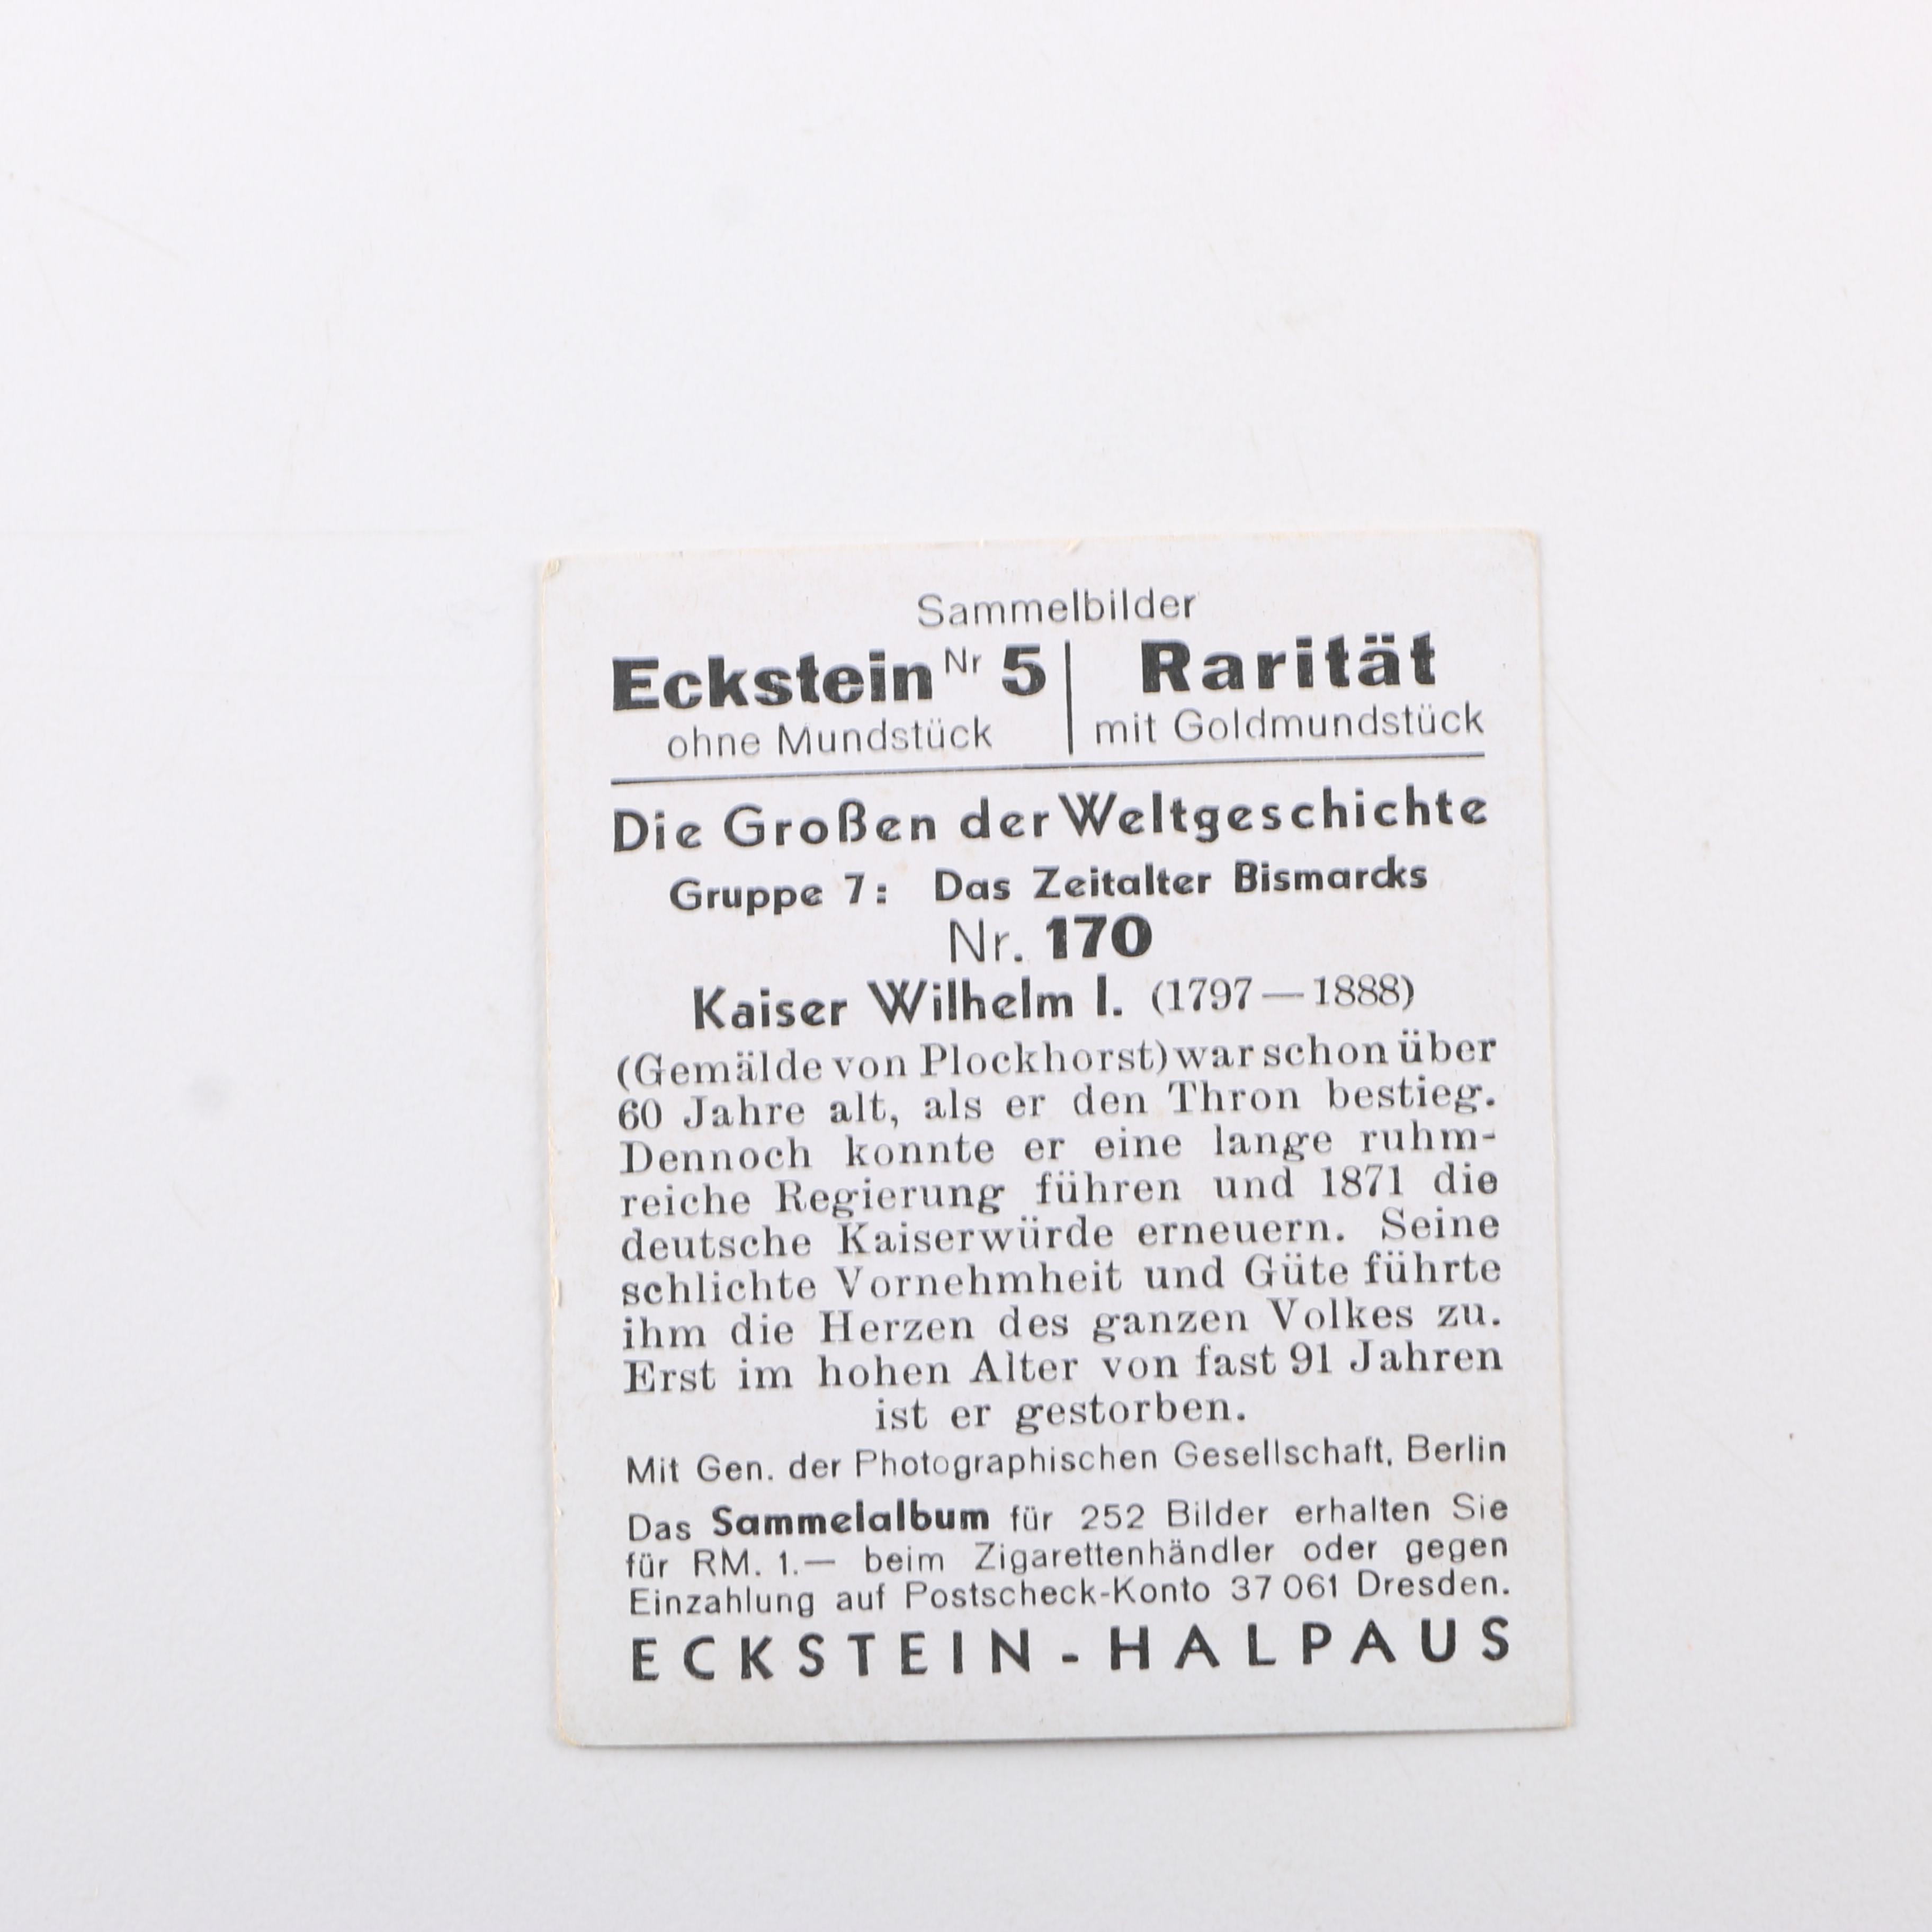 Sammelbilder
Eckstein Nr 5 | Rarität
ohne Mundstück | mit Goldmundstück
Die Großen der Weltgeschichte
Gruppe 7: Das Zeitalter Bismarcks
Nr. 170
Kaiser Wilhelm I. (1797—1888)
(Gemälde von Plockhorst) war schon über
60 Jahre alt, als er den Thron bestieg.
Dennoch konnte er eine lange ruhm-
reiche Regierung führen und 1871 die
deutsche Kaiserwürde erneuern. Seine
schlichte Vornehmheit und Güte führte
ihm die Herzen des ganzen Volkes zu.
Erst im hohen Alter von fast 91 Jahren
ist er gestorben.
Mit Gen. der Photographischen Gesellschaft, Berlin
Das Sammelalbum für 252 Bilder erhalten Sie
für RM. 1.— beim Zigarettenhändler oder gegen
Einzahlung auf Postscheck-Konto 37 061 Dresden.
ECKSTEIN-HALPAUS